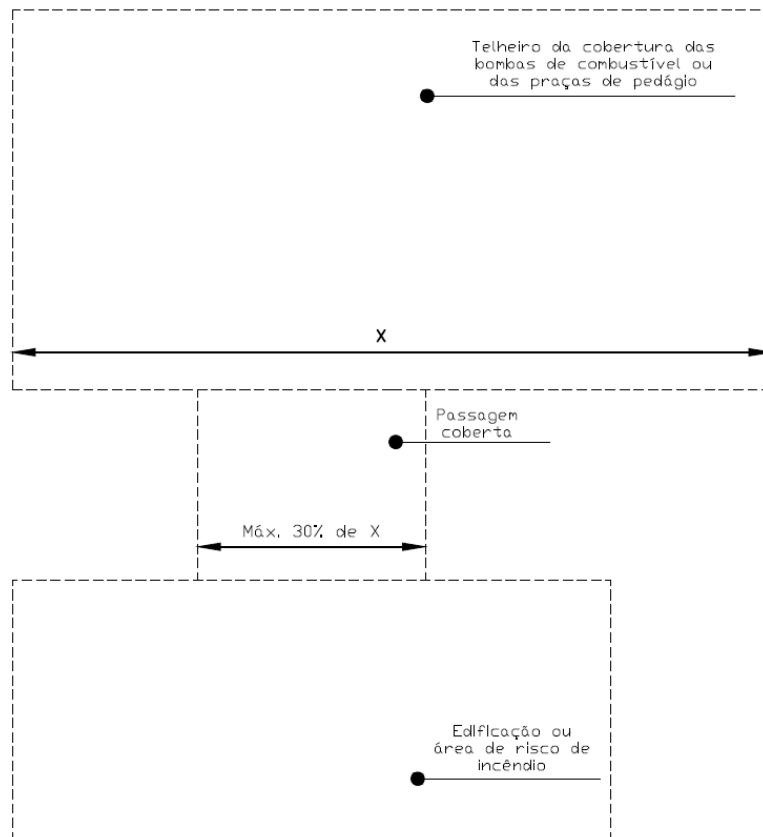 Telheiro da cobertura das
bombas de combustível ou
das praças de pedágio
X
Passagem
coberta
Máx. 30% de X
Edificação ou
área de risco de
incêndio